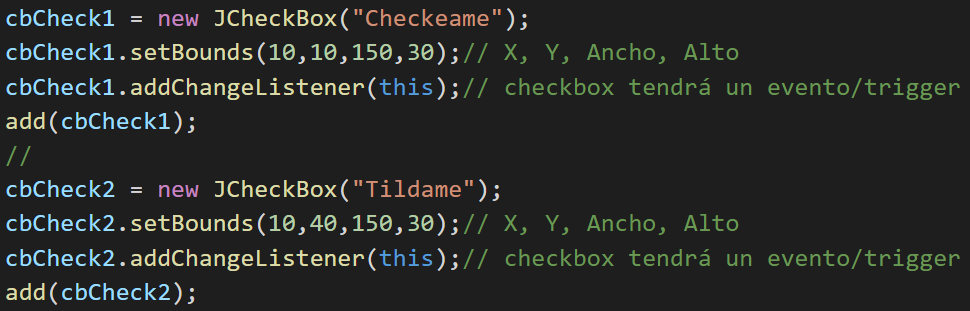 cbCheck1 = new JCheckBox("Checkeame");
cbCheck1.setBounds(10,10,150,30);// X, Y, Ancho, Alto
cbCheck1.addChangeListener(this);// checkbox tendrá un evento/trigger
add(cbCheck1);
//
cbCheck2 = new JCheckBox("Tildame");
cbCheck2.setBounds(10,40,150,30);// X, Y, Ancho, Alto
cbCheck2.addChangeListener(this);// checkbox tendrá un evento/trigger
add(cbCheck2);